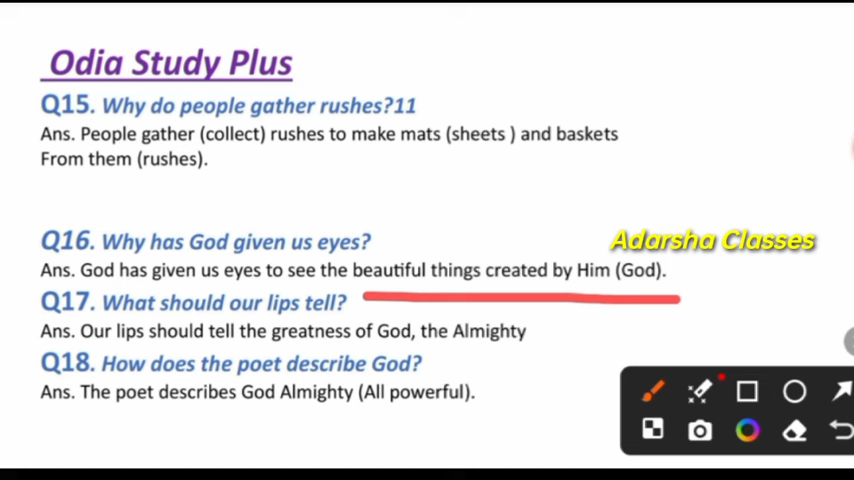 Odia Study Plus
Q15. Why do people gather rushes?11
Ans. People gather (collect) rushes to make mats (sheets ) and baskets
From them (rushes).
Q16. Why has God given us eyes?
Adarsha Classes
Ans. God has given us eyes to see the beautiful things created by Him (God).
Q17. What should our lips tell?
Ans. Our lips should tell the greatness of God, the Almighty
Q18. How does the poet describe God?
Ans. The poet describes God Almighty (All powerful).